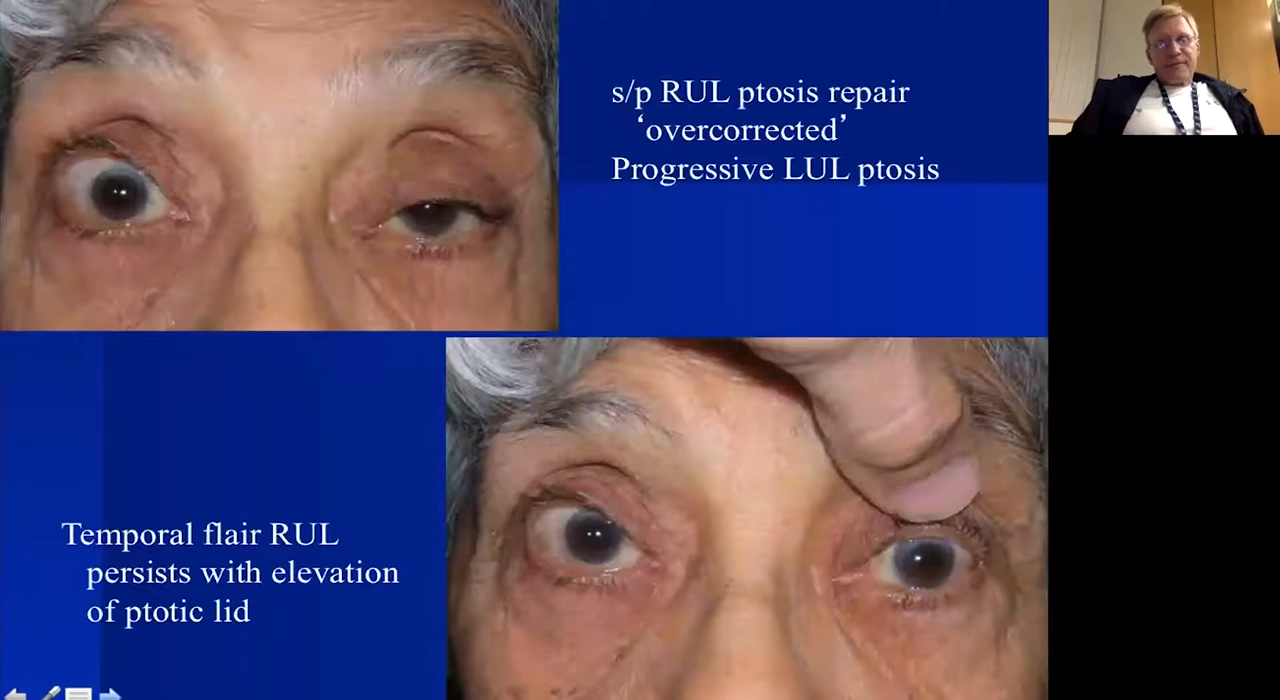 s/p RUL ptosis repair
‘overcorrected’
Progressive LUL ptosis
Temporal flair RUL
persists with elevation
of ptotic lid